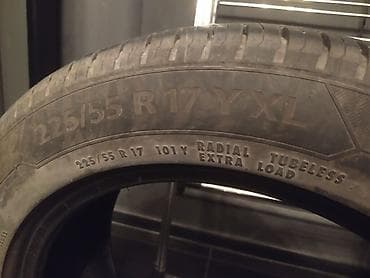 225/55 R 17 Y XL
225/55 R 17 101 Y RADIAL TUBELESS
EXTRA LOAD